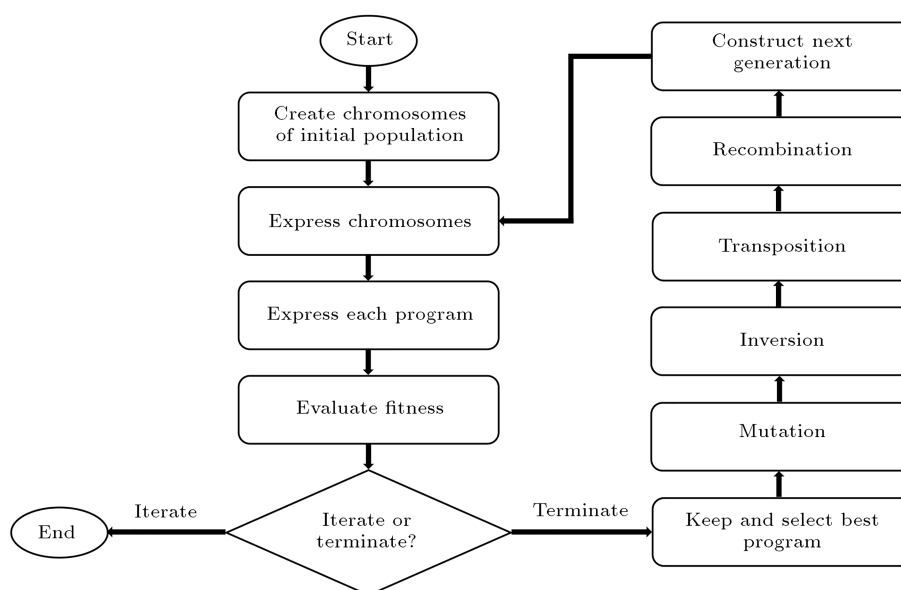 Start
Create chromosomes
of initial population
Express chromosomes
Express each program
Evaluate fitness
Iterate or
terminate?
Iterate
End
Terminate
Keep and select best
program
Mutation
Inversion
Transposition
Recombination
Construct next
generation